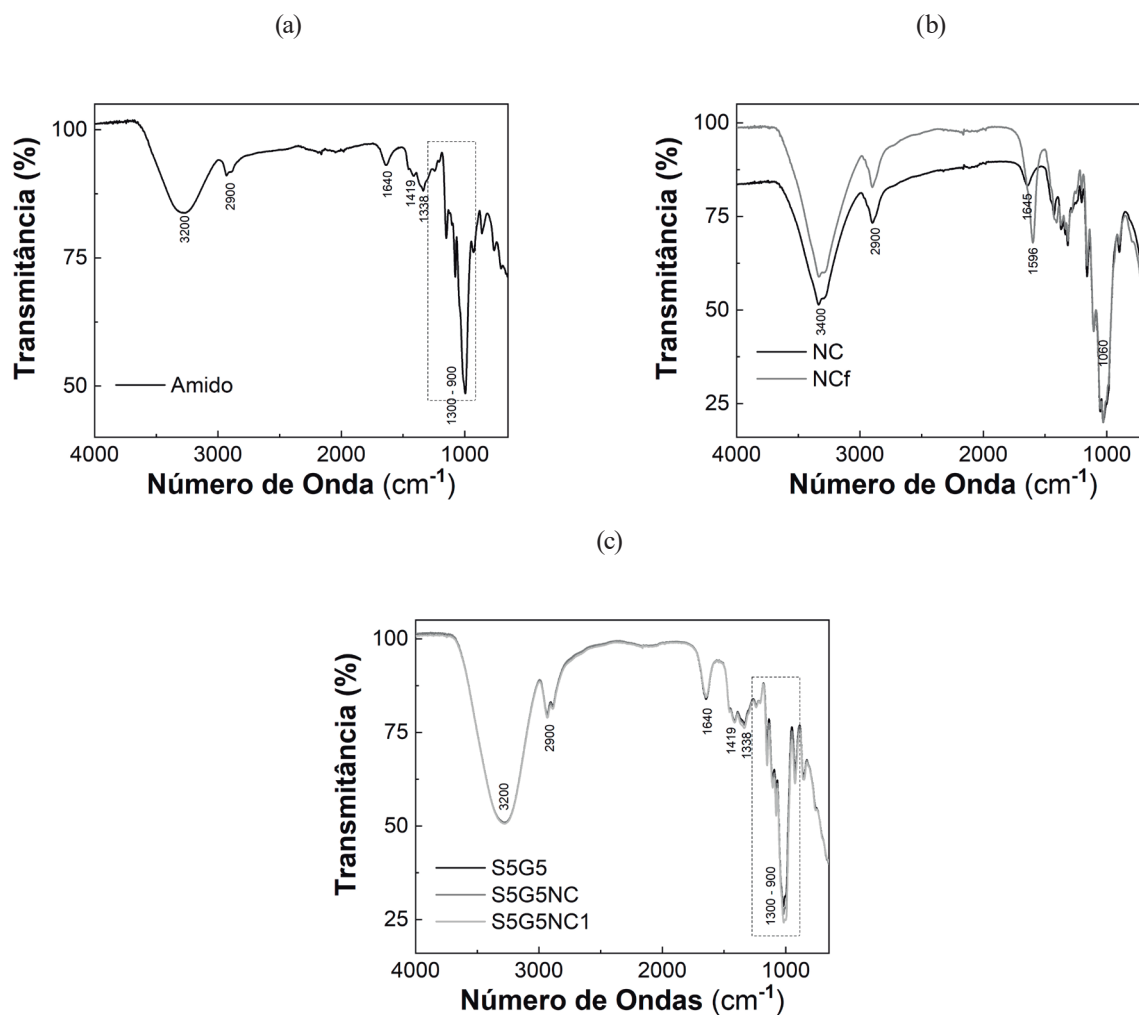 (a)
(b)
Transmitância (%)
100
75
50
3200
2900
1640
1419
1338
1300 - 900
Amido
4000
3000
2000
1000
Número de Onda (cm⁻¹)
Transmitância (%)
100
75
50
25
3400
2900
1645
1596
1060
NC
NCf
4000
3000
2000
1000
Número de Onda (cm⁻¹)
(c)
Transmitância (%)
100
75
50
25
3200
2900
1640
1419
1338
1300 - 900
S5G5
S5G5NC
S5G5NC1
4000
3000
2000
1000
Número de Ondas (cm⁻¹)